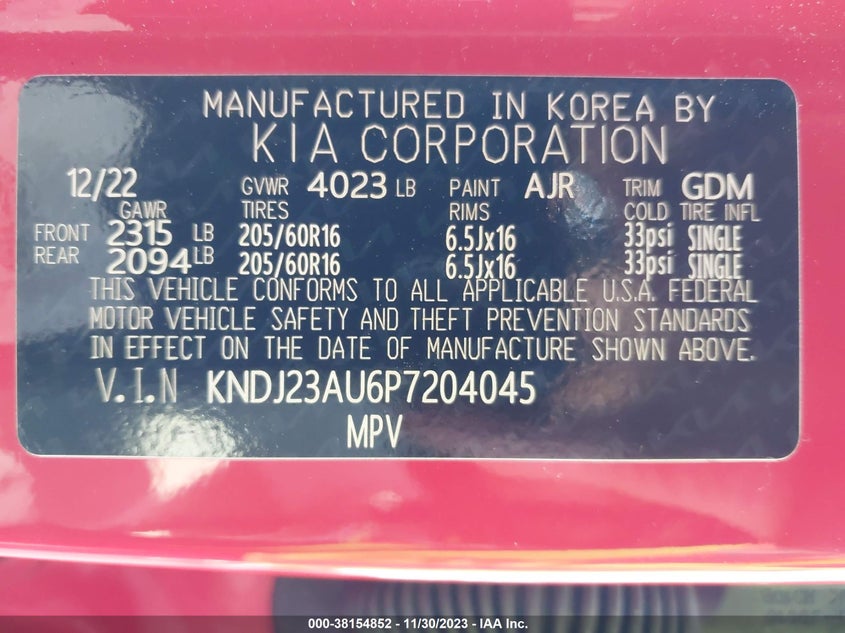 MANUFACTURED IN KOREA BY
KIA CORPORATION
12/22 GVWR 4023 LB PAINT AJR TRIM GDM
GAWR TIRES RIMS COLD TIRE INFL
FRONT 2315 LB 205/60R16 6.5Jx16 33psi SINGLE
REAR 2094 LB 205/60R16 6.5Jx16 33psi SINGLE
THIS VEHICLE CONFORMS TO ALL APPLICABLE U.S.A. FEDERAL
MOTOR VEHICLE SAFETY AND THEFT PREVENTION STANDARDS
IN EFFECT ON THE DATE OF MANUFACTURE SHOWN ABOVE.
V.I.N KNDJ23AU6P7204045
MPV
000-38154852 - 11/30/2023 - IAA Inc.